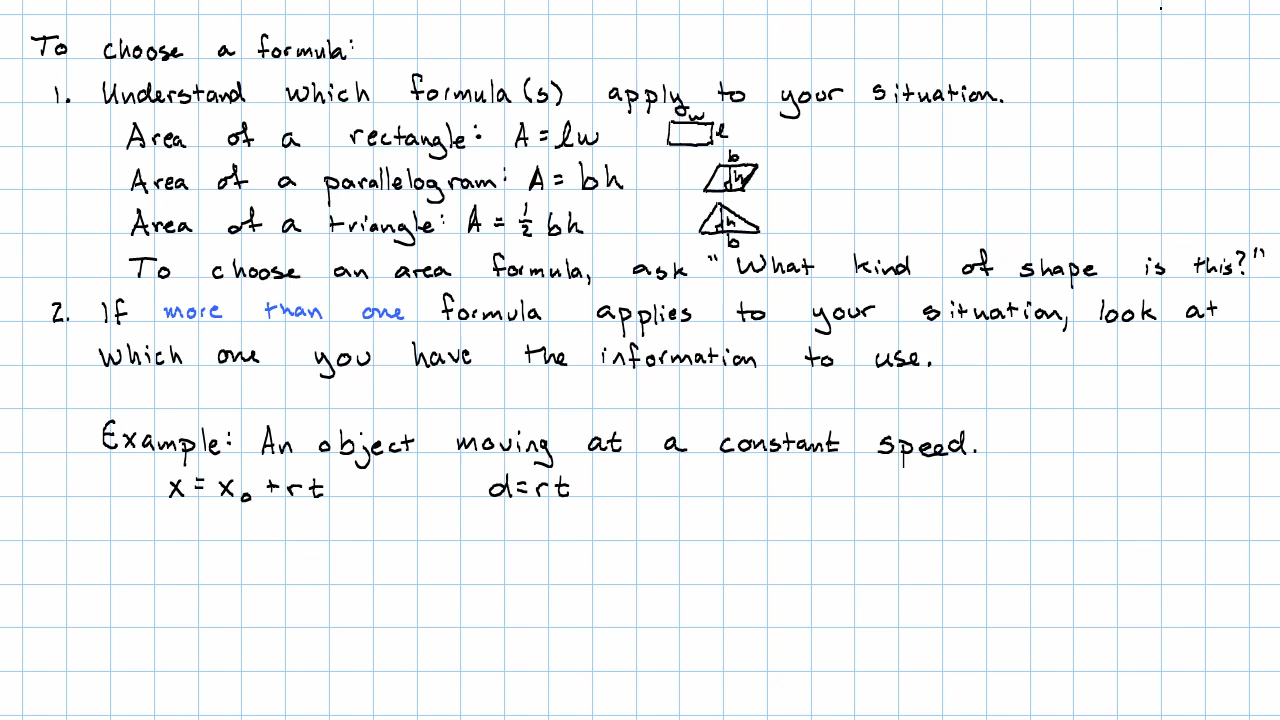 To choose a formula:
1. Understand which formula(s) apply to your situation.
Area of a rectangle: A = lw
w
l
Area of a parallelogram: A = bh
b
h
Area of a triangle: A = 1/2 bh
h
b
To choose an area formula, ask "What kind of shape is this?"
2. If more than one formula applies to your situation, look at
which one you have the information to use.
Example: An object moving at a constant speed.
x = x₀ + rt
d = rt